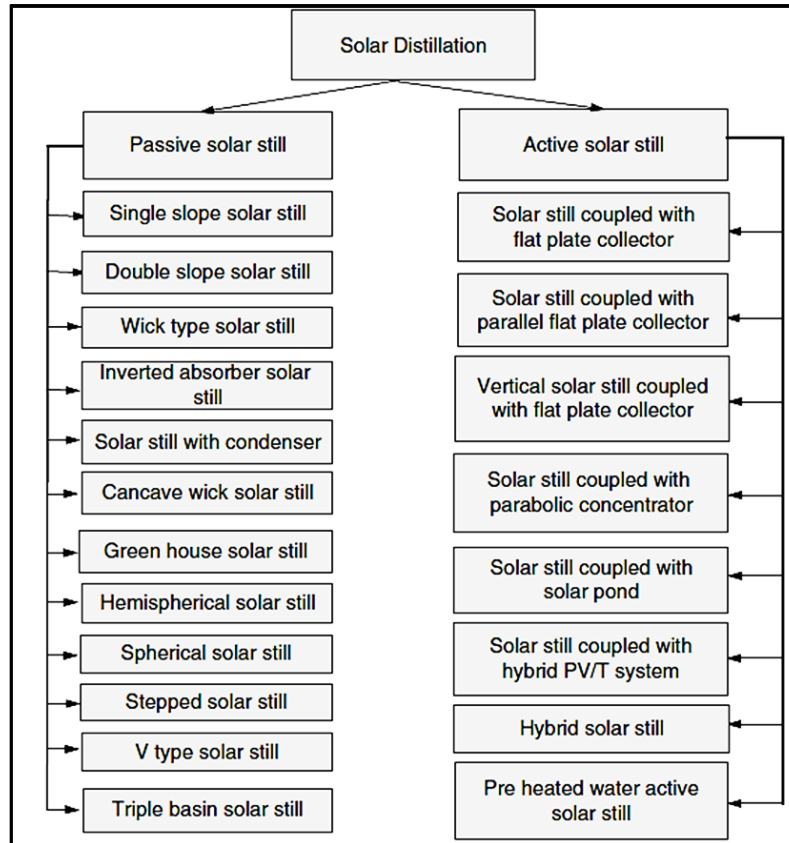 Solar Distillation
Passive solar still
Single slope solar still
Double slope solar still
Wick type solar still
Inverted absorber solar
still
Solar still with condenser
Cancave wick solar still
Green house solar still
Hemispherical solar still
Spherical solar still
Stepped solar still
V type solar still
Triple basin solar still
Active solar still
Solar still coupled with
flat plate collector
Solar still coupled with
parallel flat plate collector
Vertical solar still coupled
with flat plate collector
Solar still coupled with
parabolic concentrator
Solar still coupled with
solar pond
Solar still coupled with
hybrid PV/T system
Hybrid solar still
Pre heated water active
solar still